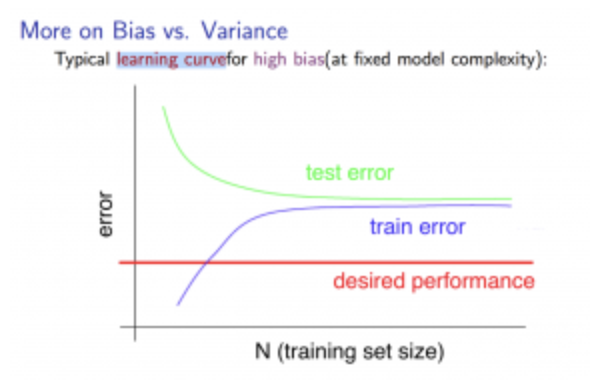 More on Bias vs. Variance
Typical learning curvefor high bias(at fixed model complexity):
test error
error
train error
desired performance
N (training set size)